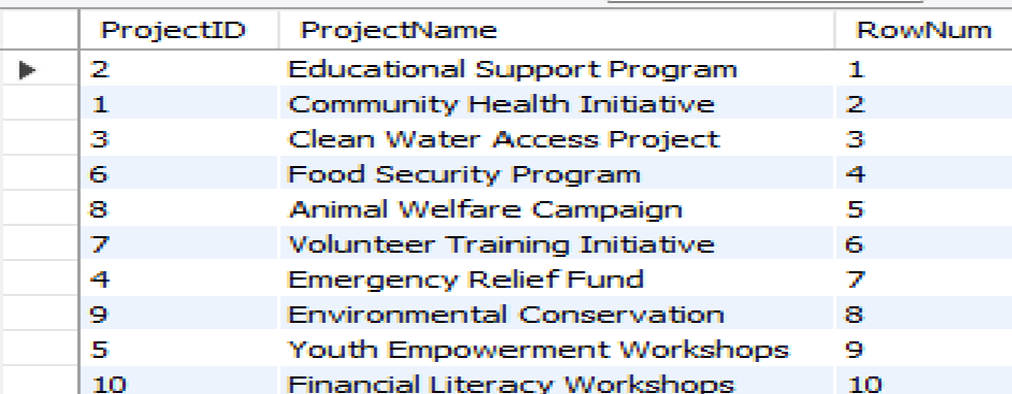 ProjectID ProjectName RowNum
2 Educational Support Program 1
1 Community Health Initiative 2
3 Clean Water Access Project 3
6 Food Security Program 4
8 Animal Welfare Campaign 5
7 Volunteer Training Initiative 6
4 Emergency Relief Fund 7
9 Environmental Conservation 8
5 Youth Empowerment Workshops 9
10 Financial Literacy Workshops 10